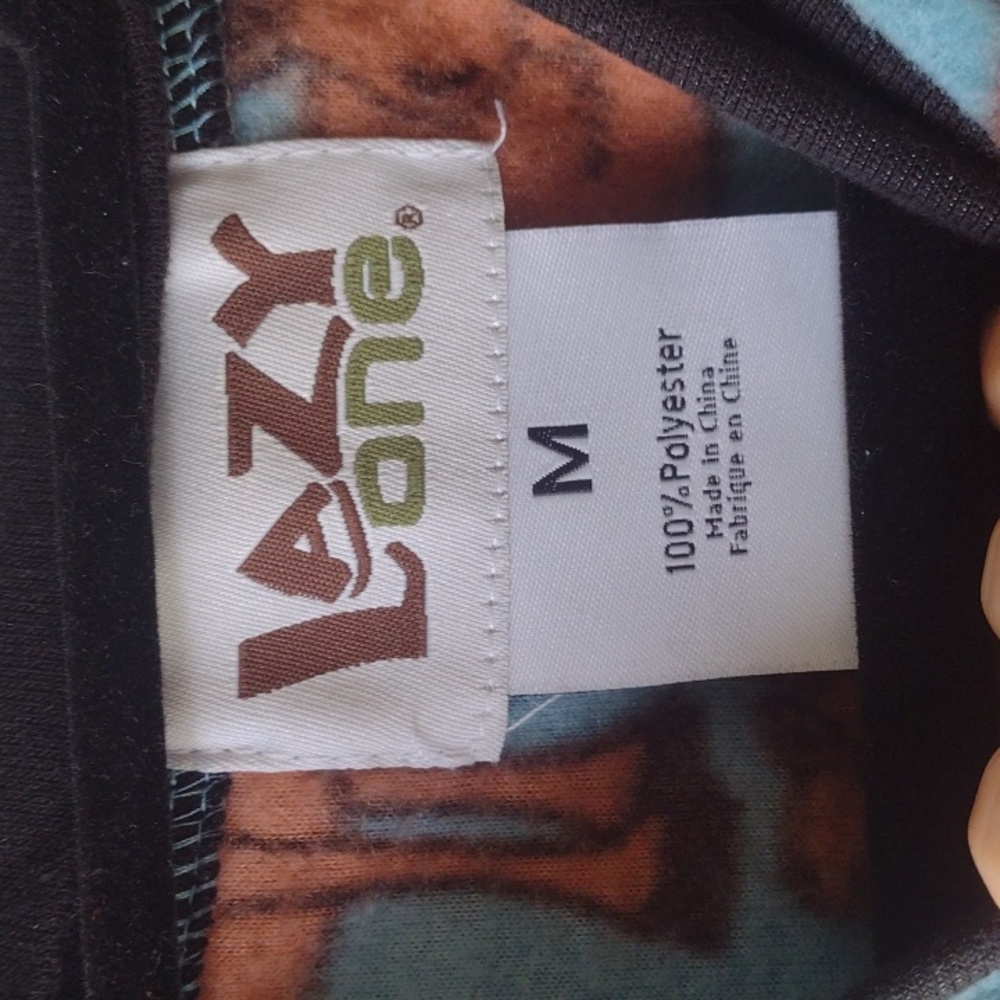 LAZY
one®
M
100%Polyester
Made in China
Fabrique en Chine